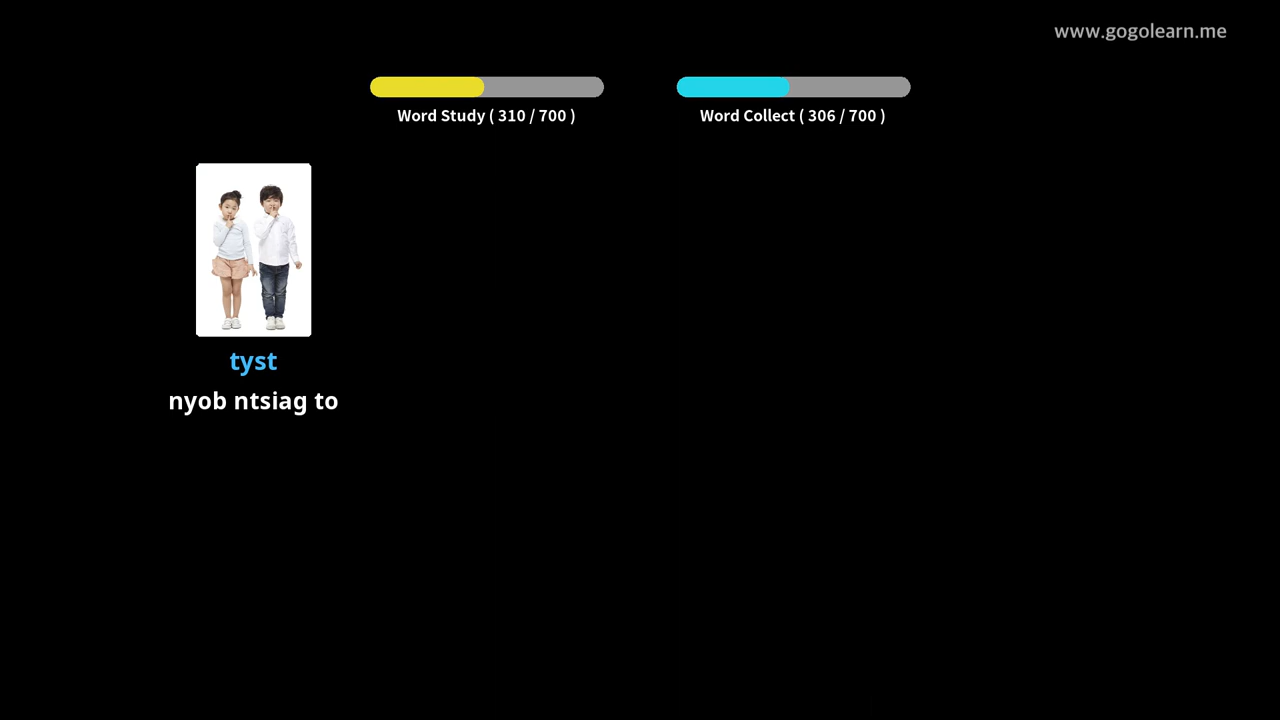 www.gogolearn.me
Word Study ( 310 / 700 )
Word Collect ( 306 / 700 )
tyst
nyob ntsiag to